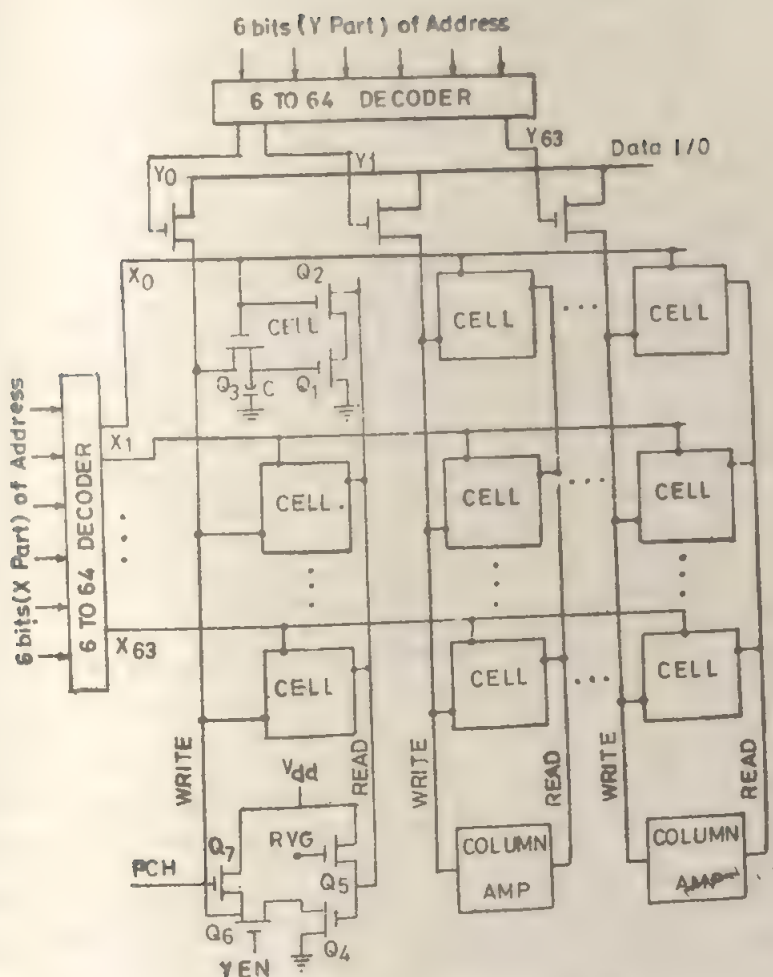 6 bits (Y Part) of Address
6 TO 64 DECODER
Y63
Y0
Y1
Data I/O
X0
Q2
CELL
CELL
CELL
Q3
C
Q1
6 bits (X Part) of Address
6 TO 64 DECODER
X1
CELL
CELL
CELL
X63
CELL
CELL
CELL
WRITE
READ
WRITE
READ
WRITE
READ
Vdd
RVG
Q7
PCH
Q5
COLUMN
AMP
COLUMN
AMP
Q6
Q4
YEN